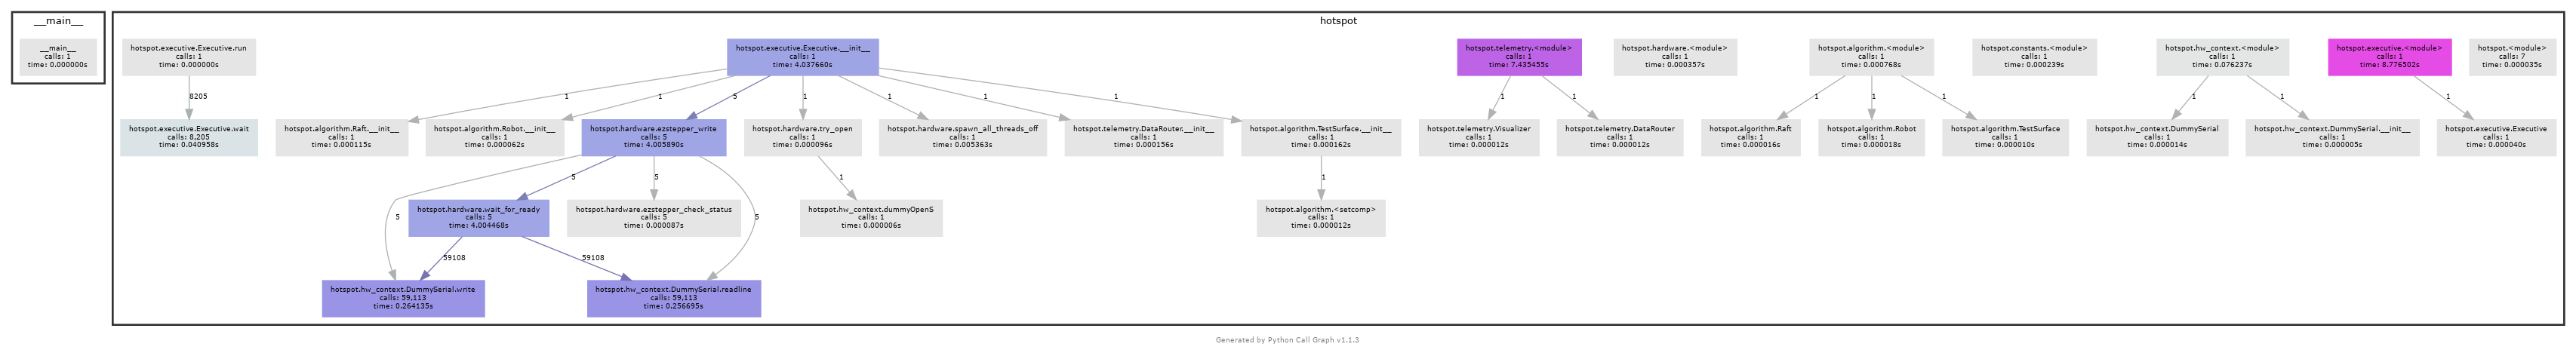 __main__
hotspot
__main__
calls: 1
time: 0.000000s
hotspot.executive.Executive.run
calls: 1
time: 0.000000s
hotspot.executive.Executive.__init__
calls: 1
time: 4.037660s
hotspot.telemetry.<module>
calls: 1
time: 7.435455s
hotspot.hardware.<module>
calls: 1
time: 0.000357s
hotspot.algorithm.<module>
calls: 1
time: 0.000768s
hotspot.constants.<module>
calls: 1
time: 0.000239s
hotspot.hw_context.<module>
calls: 1
time: 0.076237s
hotspot.executive.<module>
calls: 1
time: 8.776502s
hotspot.<module>
calls: 7
time: 0.000035s
8205
1
1
5
1
1
1
1
1
1
1
1
1
1
1
1
hotspot.executive.Executive.wait
calls: 8,205
time: 0.040958s
hotspot.algorithm.Raft.__init__
calls: 1
time: 0.000115s
hotspot.algorithm.Robot.__init__
calls: 1
time: 0.000062s
hotspot.hardware.ezstepper_write
calls: 5
time: 4.005890s
hotspot.hardware.try_open
calls: 1
time: 0.000096s
hotspot.hardware.spawn_all_threads_off
calls: 1
time: 0.005363s
hotspot.telemetry.DataRouter.__init__
calls: 1
time: 0.000156s
hotspot.algorithm.TestSurface.__init__
calls: 1
time: 0.000162s
hotspot.telemetry.Visualizer
calls: 1
time: 0.000012s
hotspot.telemetry.DataRouter
calls: 1
time: 0.000012s
hotspot.algorithm.Raft
calls: 1
time: 0.000016s
hotspot.algorithm.Robot
calls: 1
time: 0.000018s
hotspot.algorithm.TestSurface
calls: 1
time: 0.000010s
hotspot.hw_context.DummySerial
calls: 1
time: 0.000014s
hotspot.hw_context.DummySerial.__init__
calls: 1
time: 0.000005s
hotspot.executive.Executive
calls: 1
time: 0.000040s
5
5
1
1
hotspot.hardware.wait_for_ready
calls: 5
time: 4.004468s
hotspot.hardware.ezstepper_check_status
calls: 5
time: 0.000087s
hotspot.hw_context.dummyOpenS
calls: 1
time: 0.000006s
hotspot.algorithm.<setcomp>
calls: 1
time: 0.000012s
5
5
59108
59108
hotspot.hw_context.DummySerial.write
calls: 59,113
time: 0.264135s
hotspot.hw_context.DummySerial.readline
calls: 59,113
time: 0.256695s
Generated by Python Call Graph v1.1.3